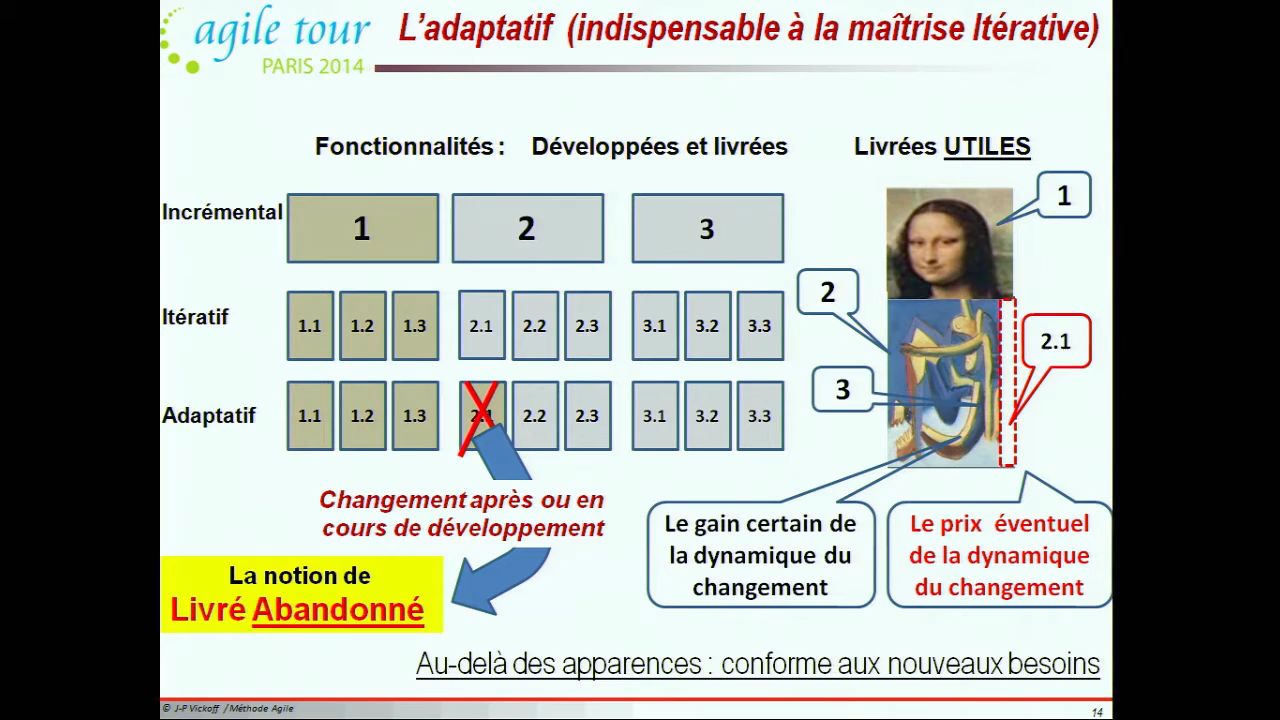 agile tour
PARIS 2014
L'adaptatif (indispensable à la maîtrise Itérative)
Fonctionnalités : Développées et livrées
Livrées UTILES
Incrémental
1
2
3
1
2
Itératif
1.1 1.2 1.3 2.1 2.2 2.3 3.1 3.2 3.3
2.1
3
Adaptatif
1.1 1.2 1.3 2.1 2.2 2.3 3.1 3.2 3.3
Changement après ou en
cours de développement
Le gain certain de
la dynamique du
changement
Le prix éventuel
de la dynamique
du changement
La notion de
Livré Abandonné
Au-delà des apparences : conforme aux nouveaux besoins
© J-P Vickoff / Méthode Agile
14